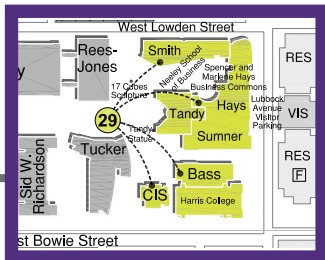 West Lowden Street
Rees-
Jones
Smith
Neeley School
of Business
17 Cubes
Sculpture
Spencer and
Marlene Hays
Business Commons
RES
y
29
Tandy
Hays
Lubbock
Avenue
Visitor
Parking
VIS
Tandy
Statue
Sumner
Tucker
Sid W.
Richardson
Bass
RES
F
CIS
Harris College
st Bowie Street